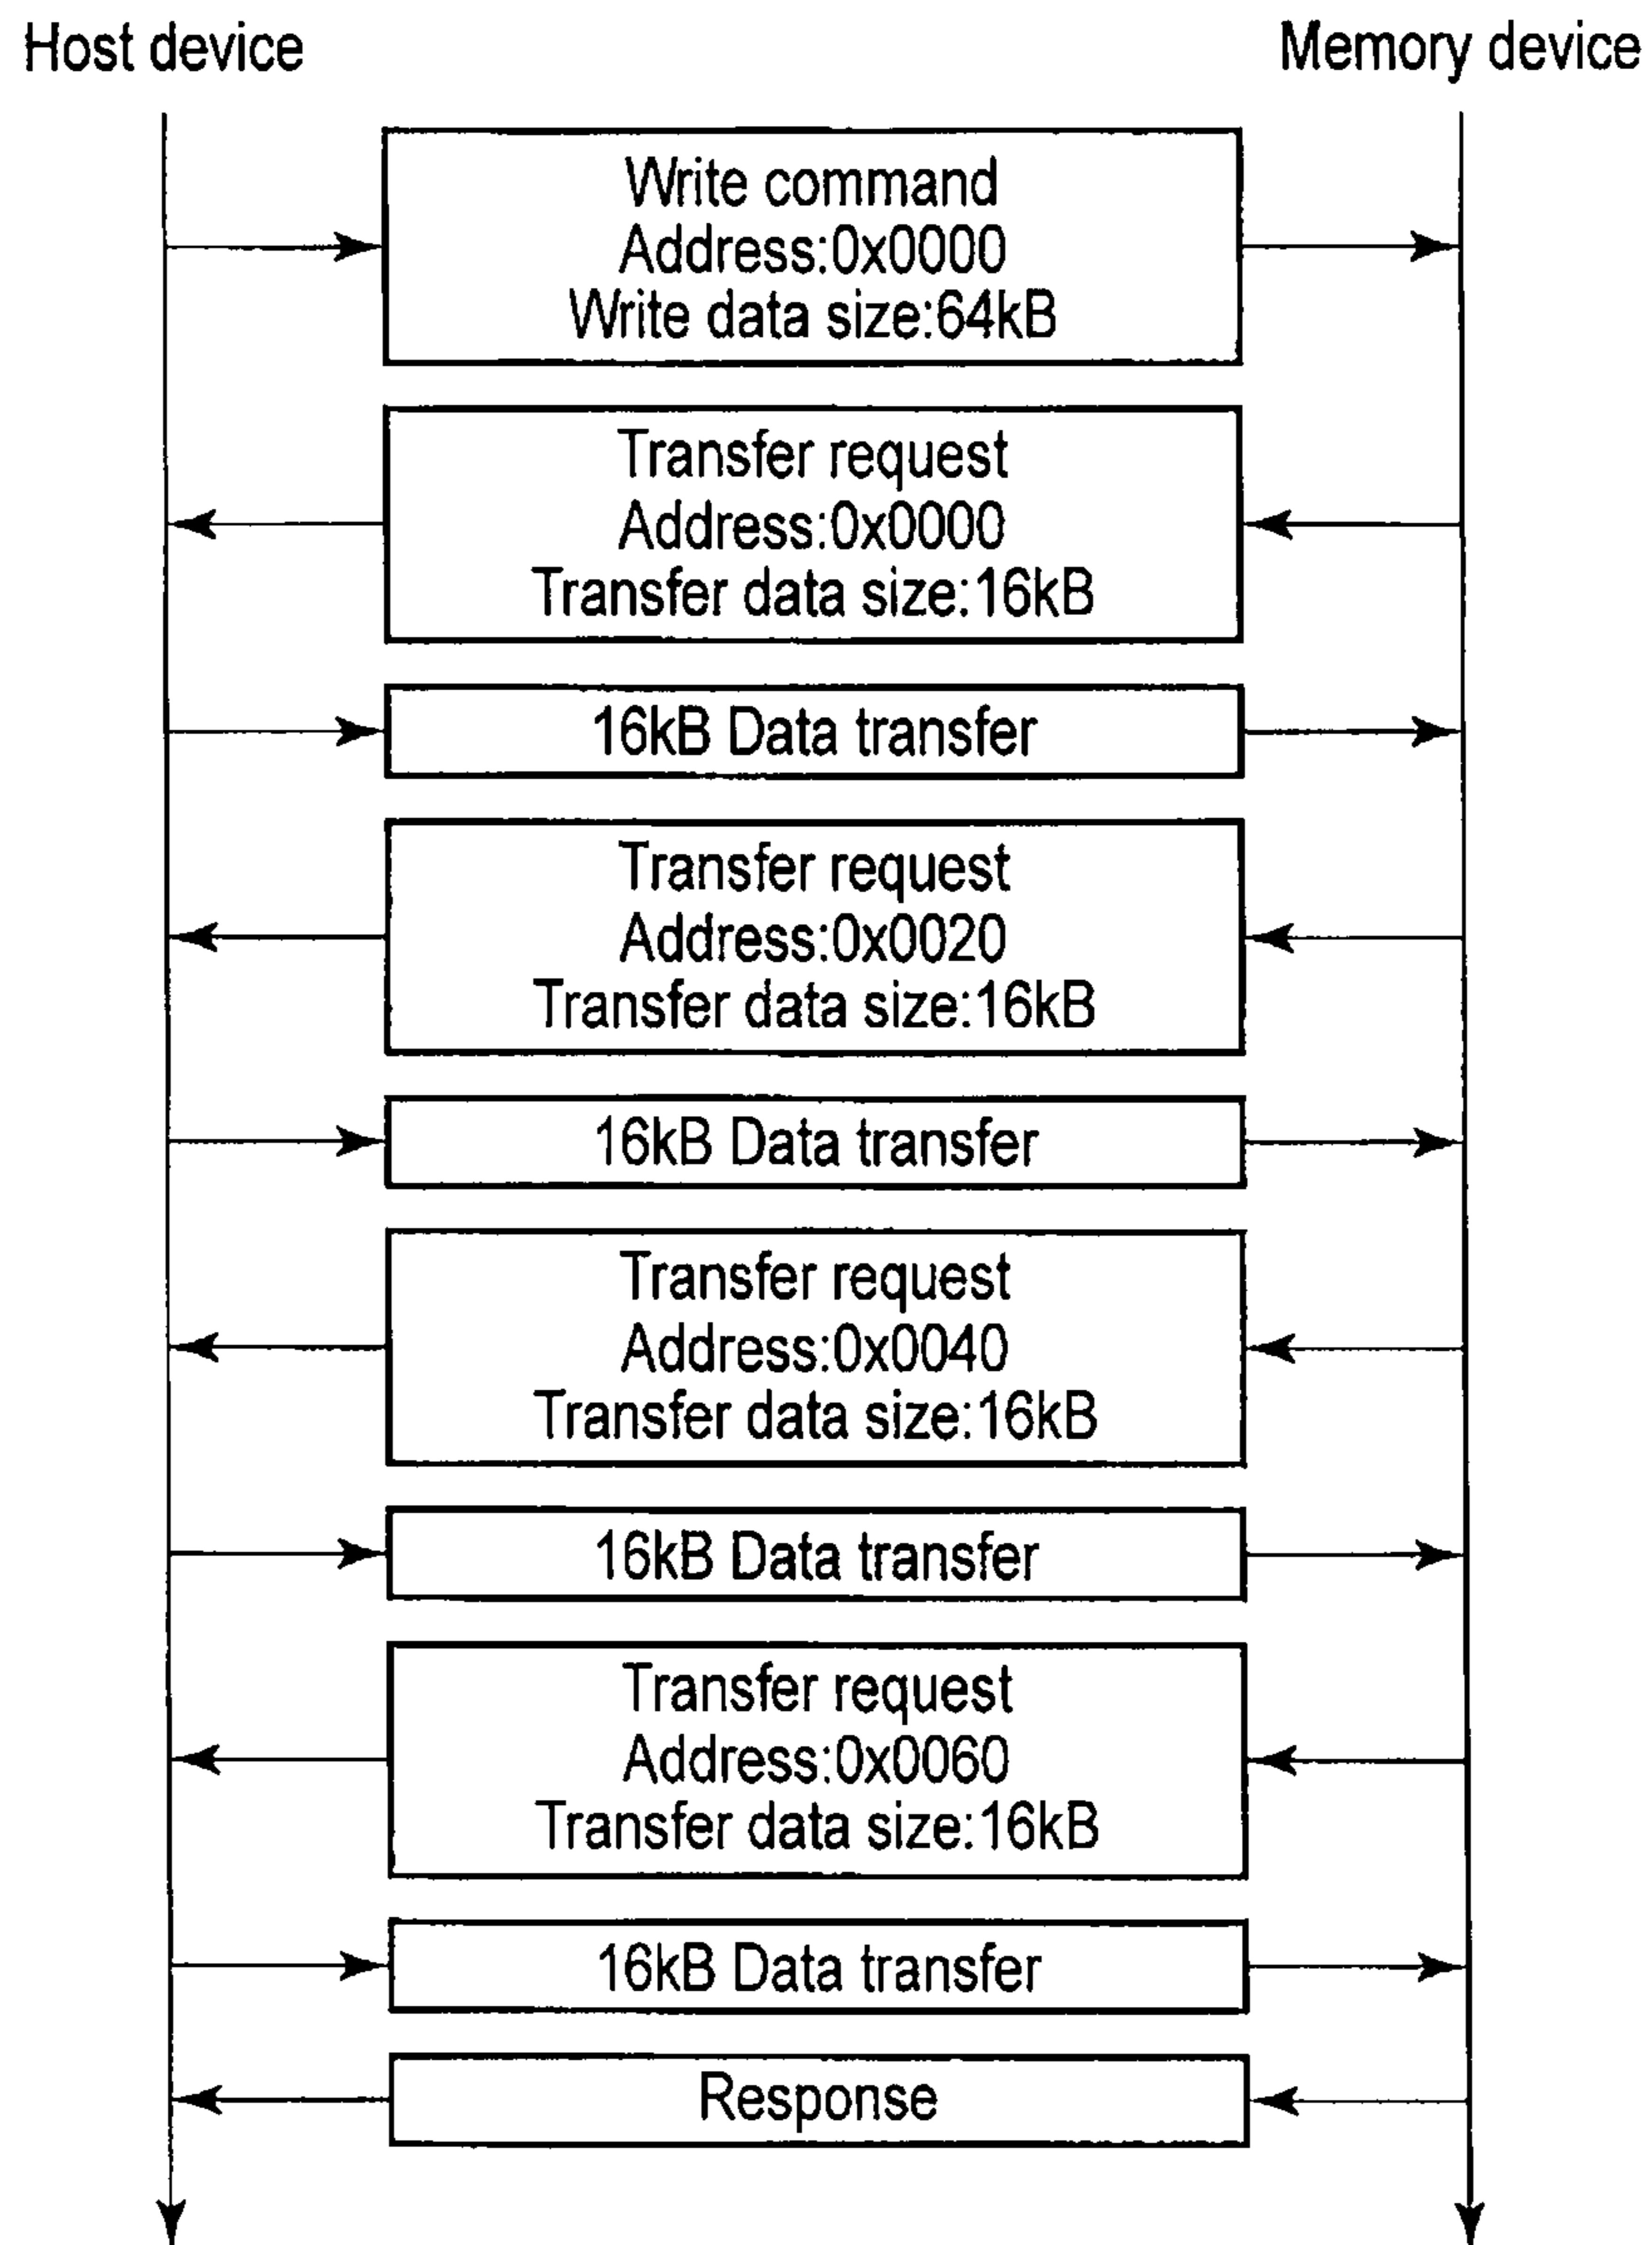 Host device
Memory device
Write command
Address:0x0000
Write data size:64kB
Transfer request
Address:0x0000
Transfer data size:16kB
16kB Data transfer
Transfer request
Address:0x0020
Transfer data size:16kB
16kB Data transfer
Transfer request
Address:0x0040
Transfer data size:16kB
16kB Data transfer
Transfer request
Address:0x0060
Transfer data size:16kB
16kB Data transfer
Response